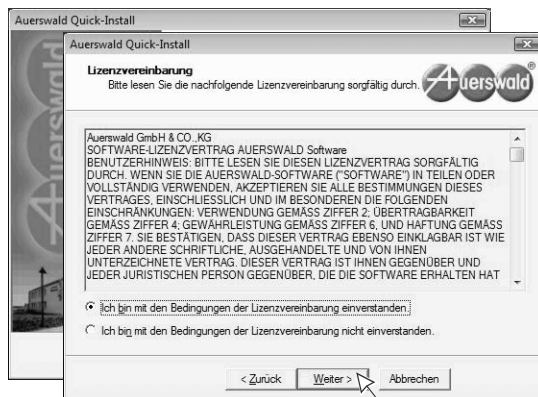 Auerswald Quick-Install
Auerswald
Auerswald Quick-Install
Lizenzvereinbarung
Bitte lesen Sie die nachfolgende Lizenzvereinbarung sorgfältig durch.
Auerswald
®
Auerswald GmbH & CO.,KG
SOFTWARE-LIZENZVERTRAG AUERSWALD Software
BENUTZERHINWEIS: BITTE LESEN SIE DIESEN LIZENZVERTRAG SORGFÄLTIG
DURCH. WENN SIE DIE AUERSWALD-SOFTWARE ("SOFTWARE") IN TEILEN ODER
VOLLSTÄNDIG VERWENDEN, AKZEPTIEREN SIE ALLE BESTIMMUNGEN DIESES
VERTRAGES, EINSCHLIESSLICH UND IM BESONDEREN DIE FOLGENDEN
EINSCHRÄNKUNGEN: VERWENDUNG GEMÄSS ZIFFER 2; ÜBERTRAGBARKEIT
GEMÄSS ZIFFER 4; GEWÄHRLEISTUNG GEMÄSS ZIFFER 6, UND HAFTUNG GEMÄSS
ZIFFER 7. SIE BESTÄTIGEN, DASS DIESER VERTRAG EBENSO EINKLAGBAR IST WIE
JEDER ANDERE SCHRIFTLICHE, AUSGEHANDELTE UND VON IHNEN
UNTERZEICHNETE VERTRAG. DIESER VERTRAG IST IHNEN GEGENÜBER UND
JEDER JURISTISCHEN PERSON GEGENÜBER, DIE DIE SOFTWARE ERHALTEN HAT
Ich bin mit den Bedingungen der Lizenzvereinbarung einverstanden.
Ich bin mit den Bedingungen der Lizenzvereinbarung nicht einverstanden.
< Zurück
Weiter >
Abbrechen